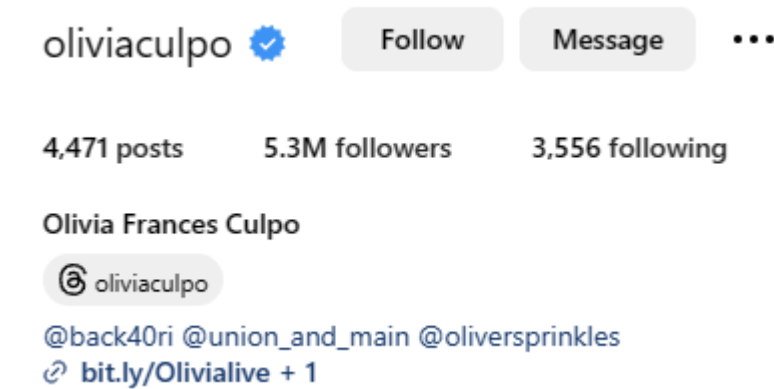 oliviaculpo Follow Message
4,471 posts 5.3M followers 3,556 following
Olivia Frances Culpo
oliviaculpo
@back40ri @union_and_main @oliversprinkles
bit.ly/Olivialive + 1